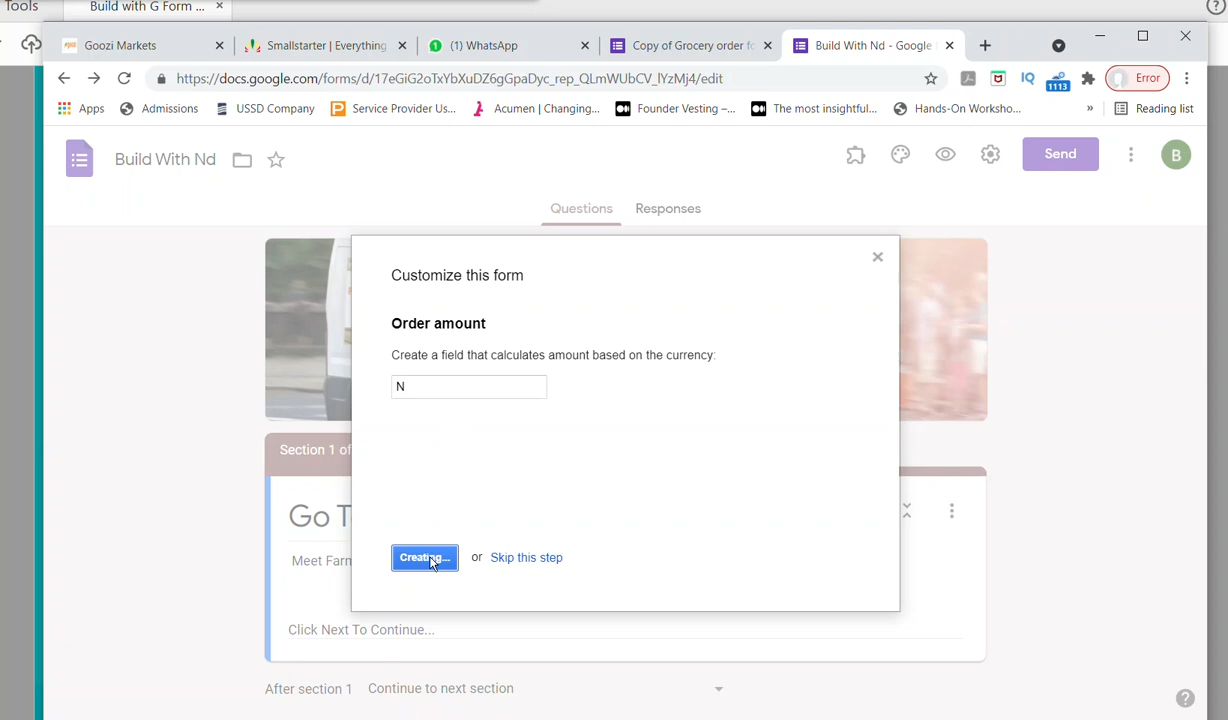 Tools
Build with G Form ...
Goozi Markets
Smallstarter | Everything
(1) WhatsApp
Copy of Grocery order fo
Build With Nd - Google
https://docs.google.com/forms/d/17eGiG2oTxYbXuDZ6gGpaDyc_rep_QLmWUbCV_lYzMj4/edit
IQ
1113
Error
Apps
Admissions
USSD Company
Service Provider Us...
Acumen | Changing...
Founder Vesting –...
The most insightful...
Hands-On Worksho...
»
Reading list
Build With Nd
Send
B
Questions
Responses
Customize this form
Order amount
Create a field that calculates amount based on the currency:
N
Creating...
or Skip this step
Section 1 of
Go T
Meet Farm
Click Next To Continue...
After section 1
Continue to next section